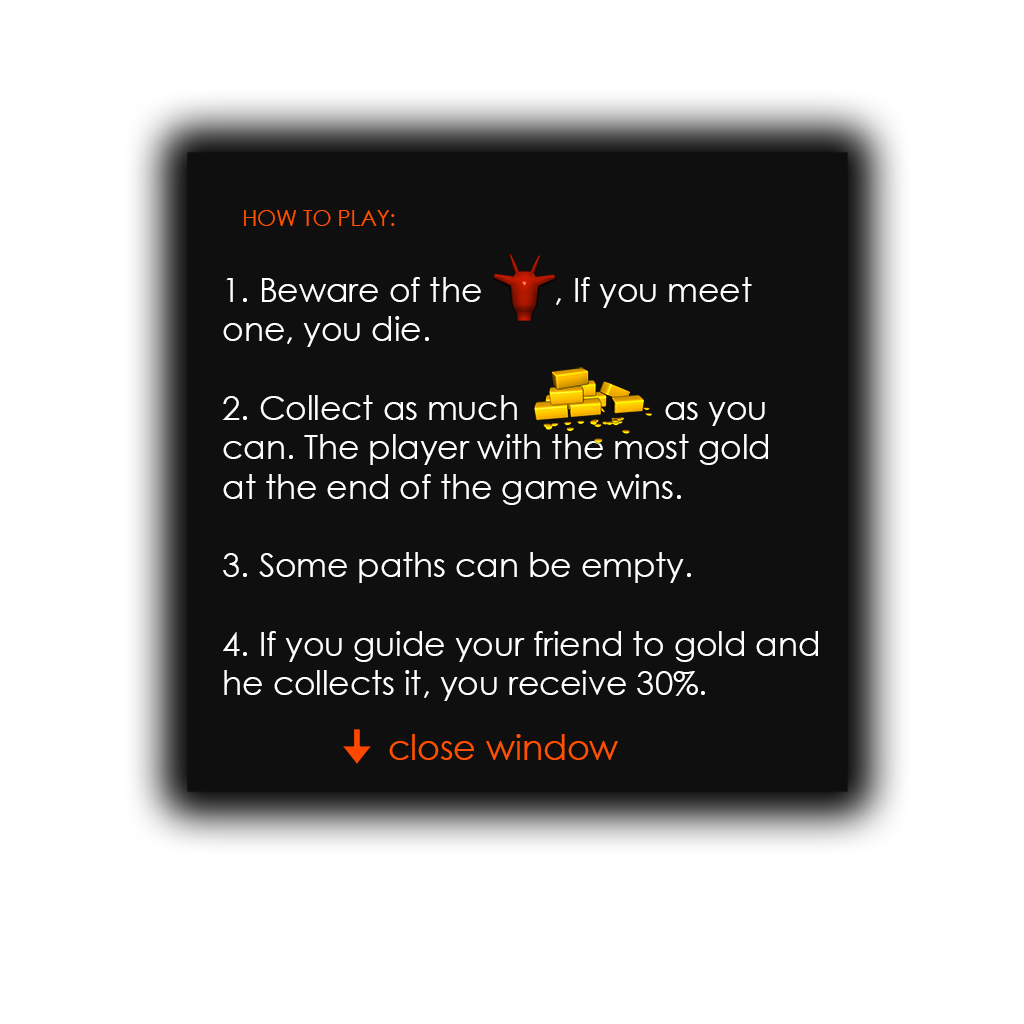 HOW TO PLAY:
1. Beware of the , If you meet
one, you die.
2. Collect as much as you
can. The player with the most gold
at the end of the game wins.
3. Some paths can be empty.
4. If you guide your friend to gold and
he collects it, you receive 30%.
close window